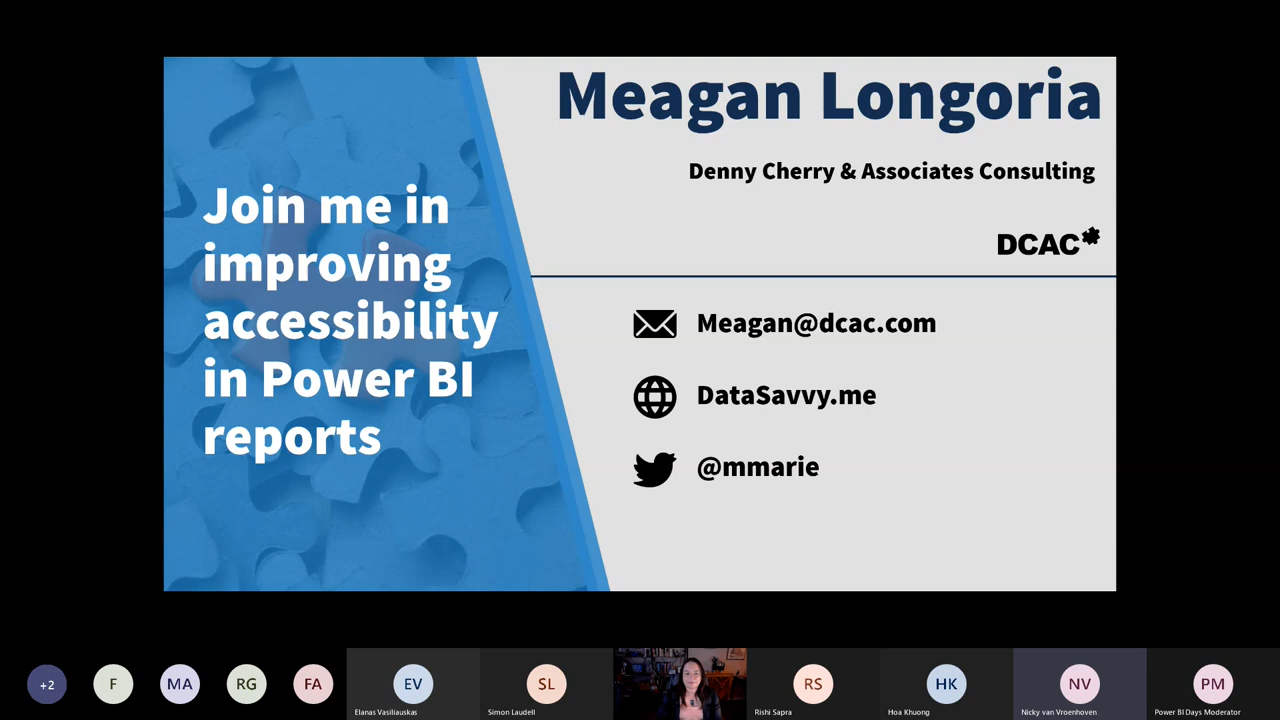 Meagan Longoria
Denny Cherry & Associates Consulting
DCAC
Join me in
improving
accessibility
in Power BI
reports
Meagan@dcac.com
DataSavvy.me
@mmarie
+2
F
MA
RG
FA
EV
Elanas Vasiliauskas
SL
Simon Laudell
RS
Rishi Sapra
HK
Hoa Khuong
NV
Nicky van Vroenhoven
PM
Power BI Days Moderator